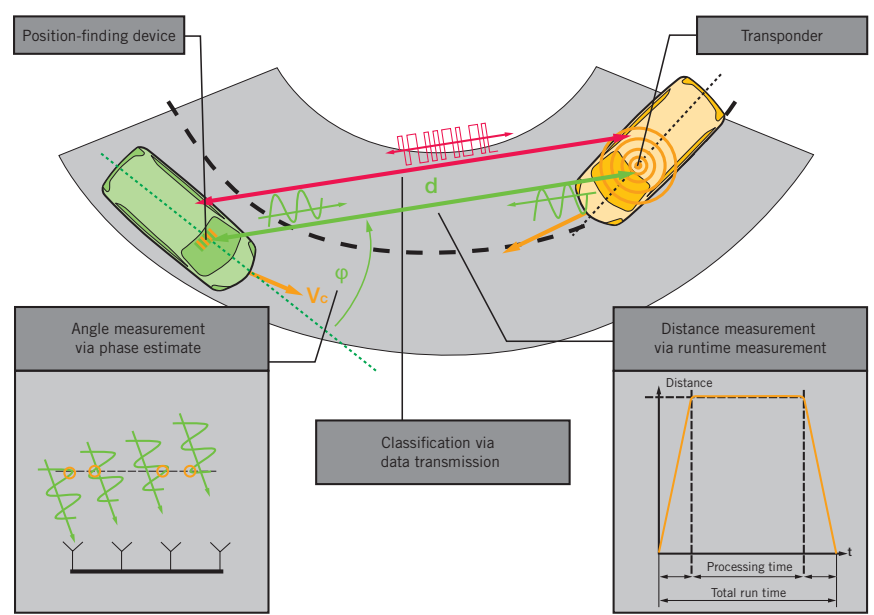 Position-finding device
Transponder
d
φ
Vc
Angle measurement
via phase estimate
Distance measurement
via runtime measurement
Classification via
data transmission
Distance
t
Processing time
Total run time